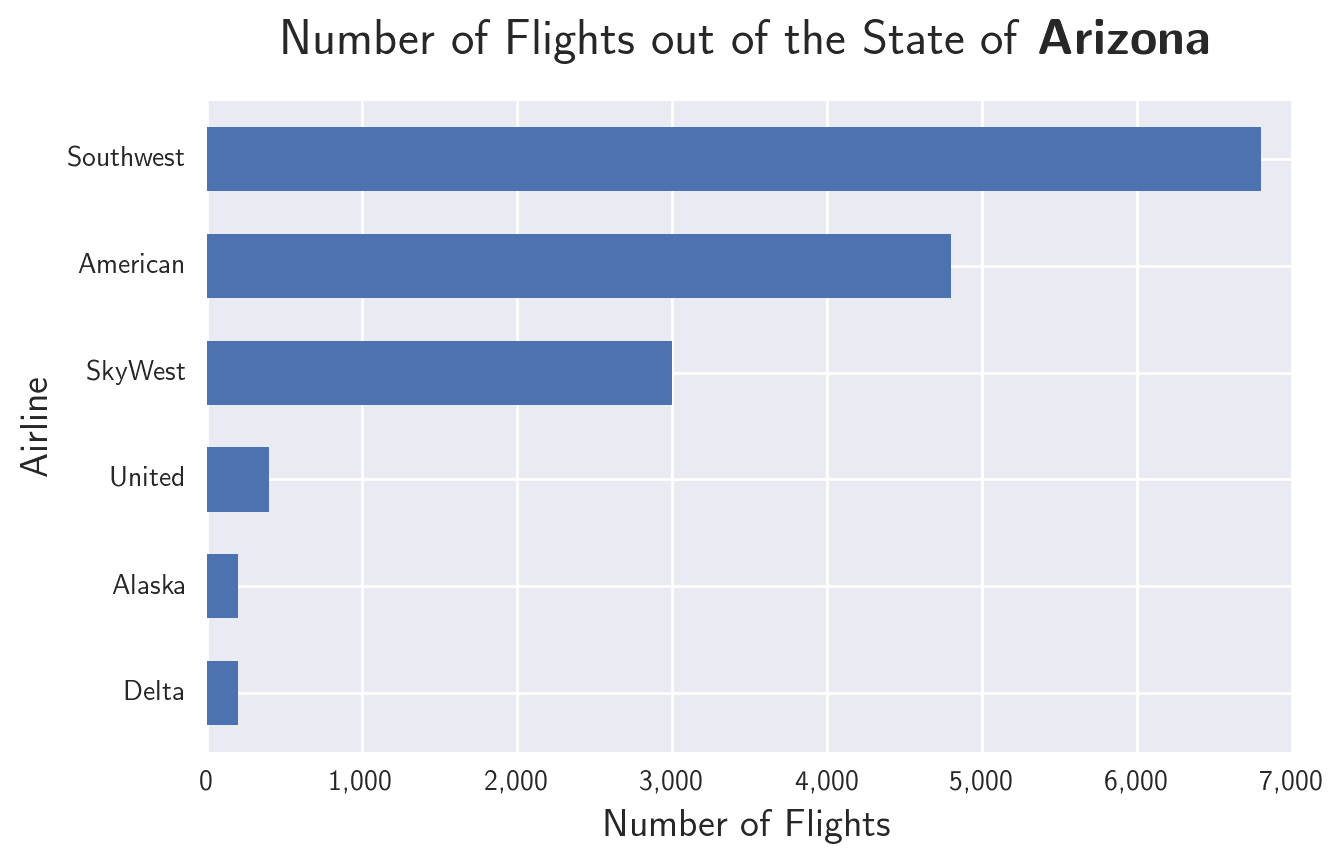 Number of Flights out of the State of Arizona
Southwest
American
SkyWest
United
Alaska
Delta
Airline
0 1,000 2,000 3,000 4,000 5,000 6,000 7,000
Number of Flights